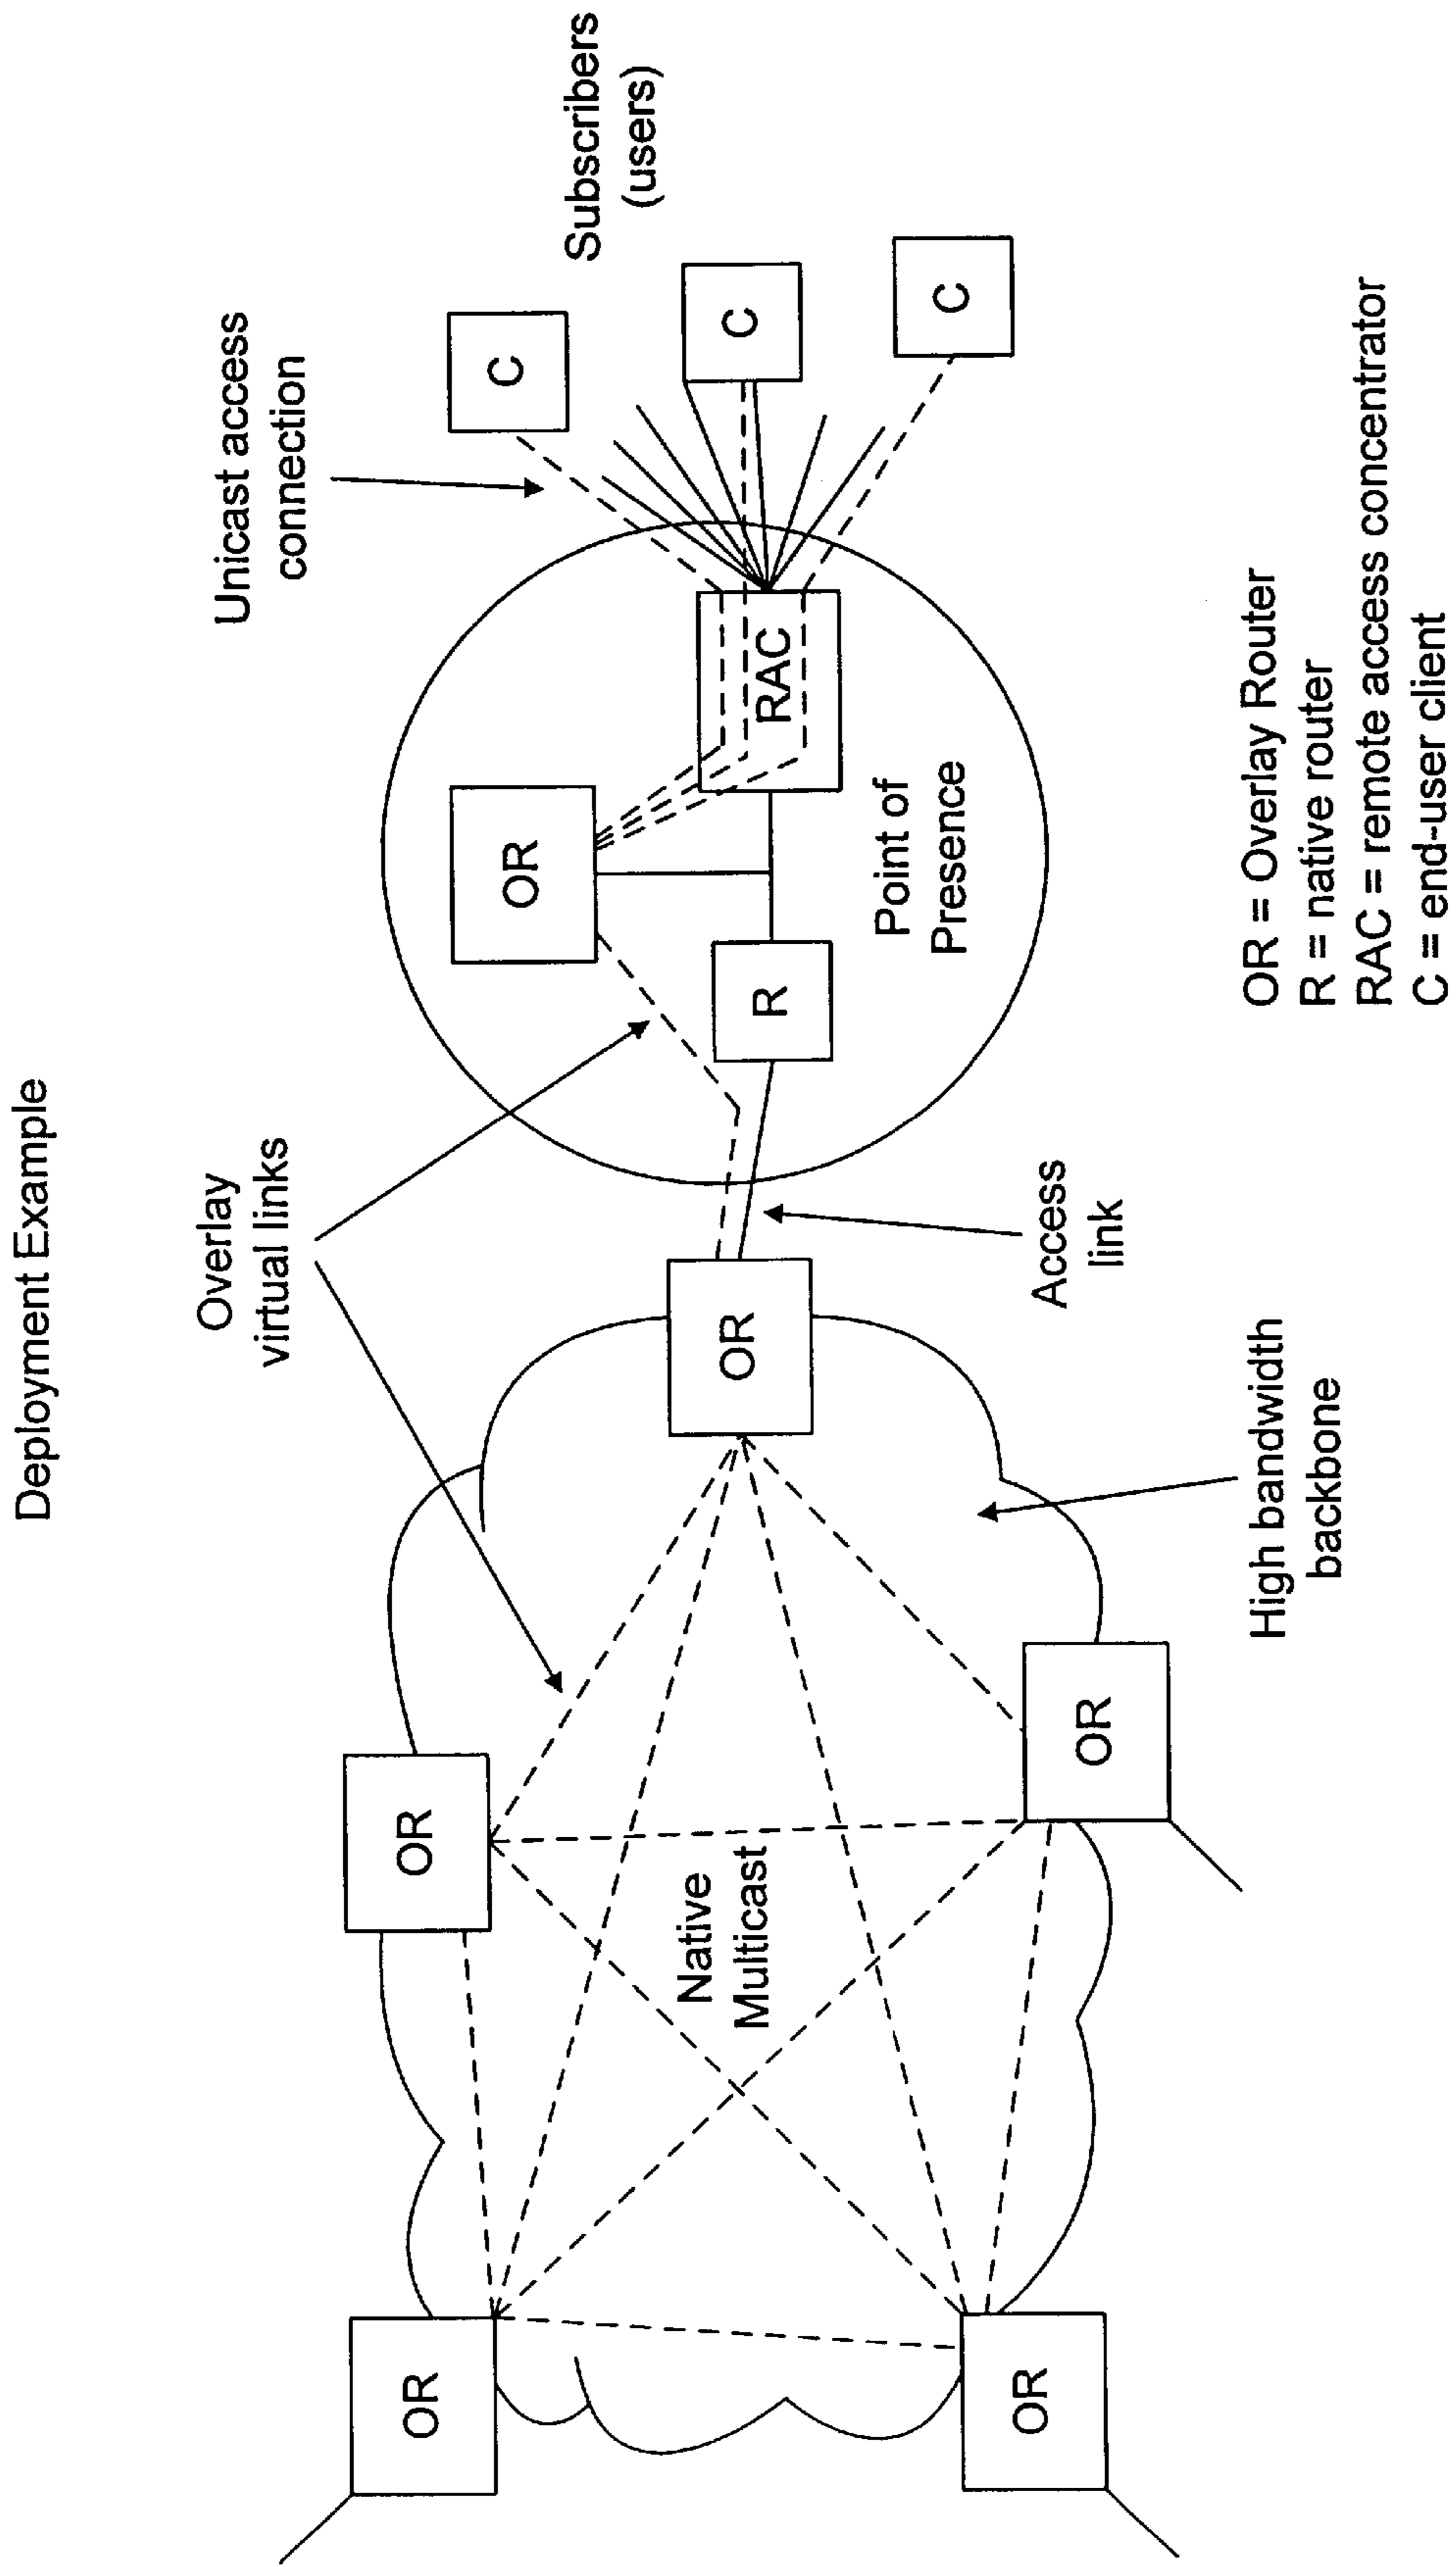 Deployment Example
Overlay
virtual links
Unicast access
connection
Subscribers
(users)
OR
OR
OR
C
C
C
Native
Multicast
OR
R
RAC
Point of
Presence
OR
OR
Access
link
High bandwidth
backbone
OR = Overlay Router
R = native router
RAC = remote access concentrator
C = end-user client